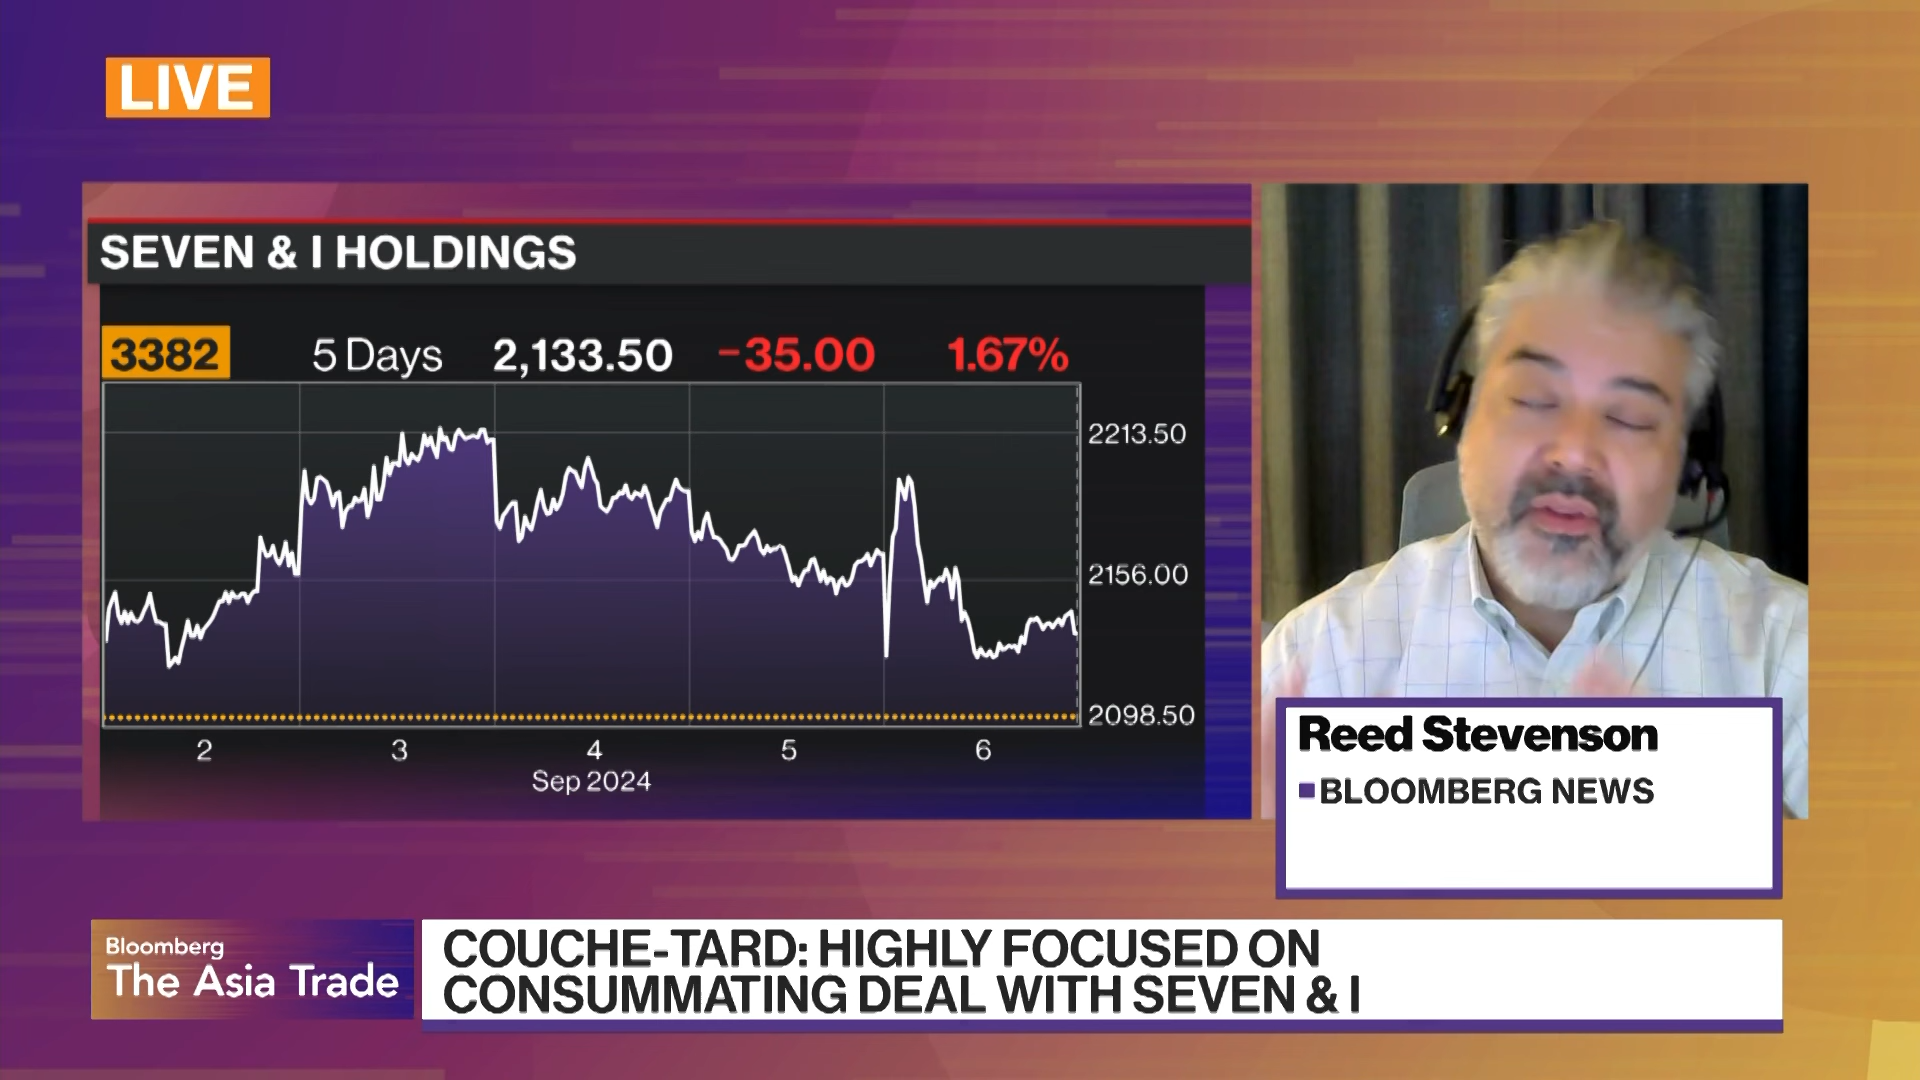 LIVE
SEVEN & I HOLDINGS
3382 5 Days 2,133.50 -35.00 1.67%
2213.50
2156.00
2098.50
2 3 4 5 6
Sep 2024
Reed Stevenson
BLOOMBERG NEWS
Bloomberg
The Asia Trade
COUCHE-TARD: HIGHLY FOCUSED ON
CONSUMMATING DEAL WITH SEVEN & I